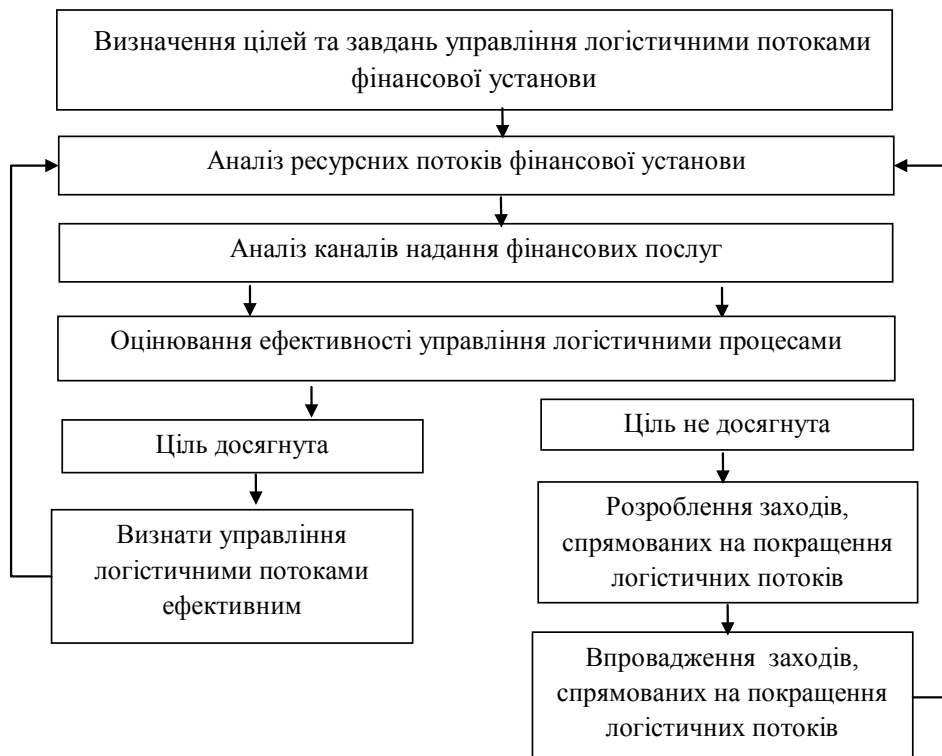 Визначення цілей та завдань управління логістичними потоками
фінансової установи
Аналіз ресурсних потоків фінансової установи
Аналіз каналів надання фінансових послуг
Оцінювання ефективності управління логістичними процесами
Ціль досягнута
Визнати управління
логістичними потоками
ефективним
Ціль не досягнута
Розроблення заходів,
спрямованих на покращення
логістичних потоків
Впровадження заходів,
спрямованих на покращення
логістичних потоків